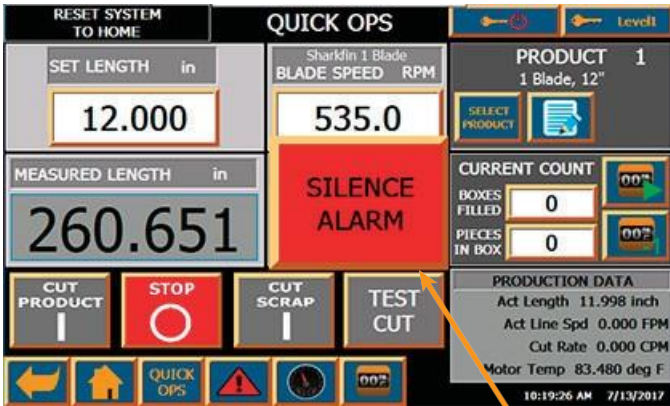 RESET SYSTEM
TO HOME
QUICK OPS
Level1
SET LENGTH in
12.000
Sharkfin 1 Blade
BLADE SPEED RPM
535.0
PRODUCT 1
1 Blade, 12"
SELECT
PRODUCT
MEASURED LENGTH in
260.651
SILENCE
ALARM
CURRENT COUNT
BOXES
FILLED
0
PIECES
IN BOX
0
007
007
CUT
PRODUCT
STOP
CUT
SCRAP
TEST
CUT
PRODUCTION DATA
Act Length 11.998 inch
Act Line Spd 0.000 FPM
Cut Rate 0.000 CPM
Motor Temp 83.480 deg F
QUICK
OPS
007
10:19:26 AM 7/13/2017